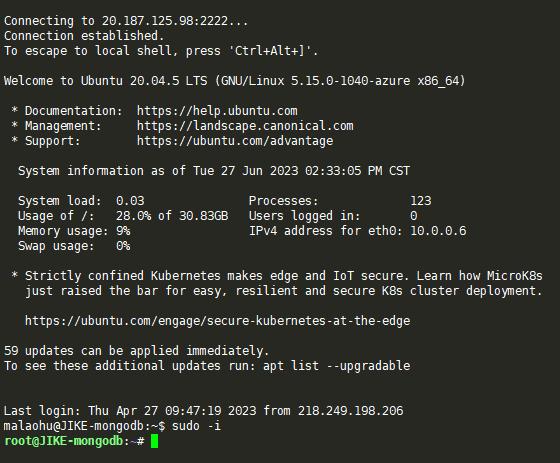 Connecting to 20.187.125.98:2222...
Connection established.
To escape to local shell, press 'Ctrl+Alt+]'.
Welcome to Ubuntu 20.04.5 LTS (GNU/Linux 5.15.0-1040-azure x86_64)
* Documentation:  https://help.ubuntu.com
* Management:     https://landscape.canonical.com
* Support:        https://ubuntu.com/advantage
System information as of Tue 27 Jun 2023 02:33:05 PM CST
System load:  0.03               Processes:             123
Usage of /:   28.0% of 30.83GB   Users logged in:       0
Memory usage: 9%                 IPv4 address for eth0: 10.0.0.6
Swap usage:   0%
* Strictly confined Kubernetes makes edge and IoT secure. Learn how MicroK8s
just raised the bar for easy, resilient and secure K8s cluster deployment.
https://ubuntu.com/engage/secure-kubernetes-at-the-edge
59 updates can be applied immediately.
To see these additional updates run: apt list --upgradable
Last login: Thu Apr 27 09:47:19 2023 from 218.249.198.206
malaohu@JIKE-mongodb:~$ sudo -i
root@JIKE-mongodb:~#